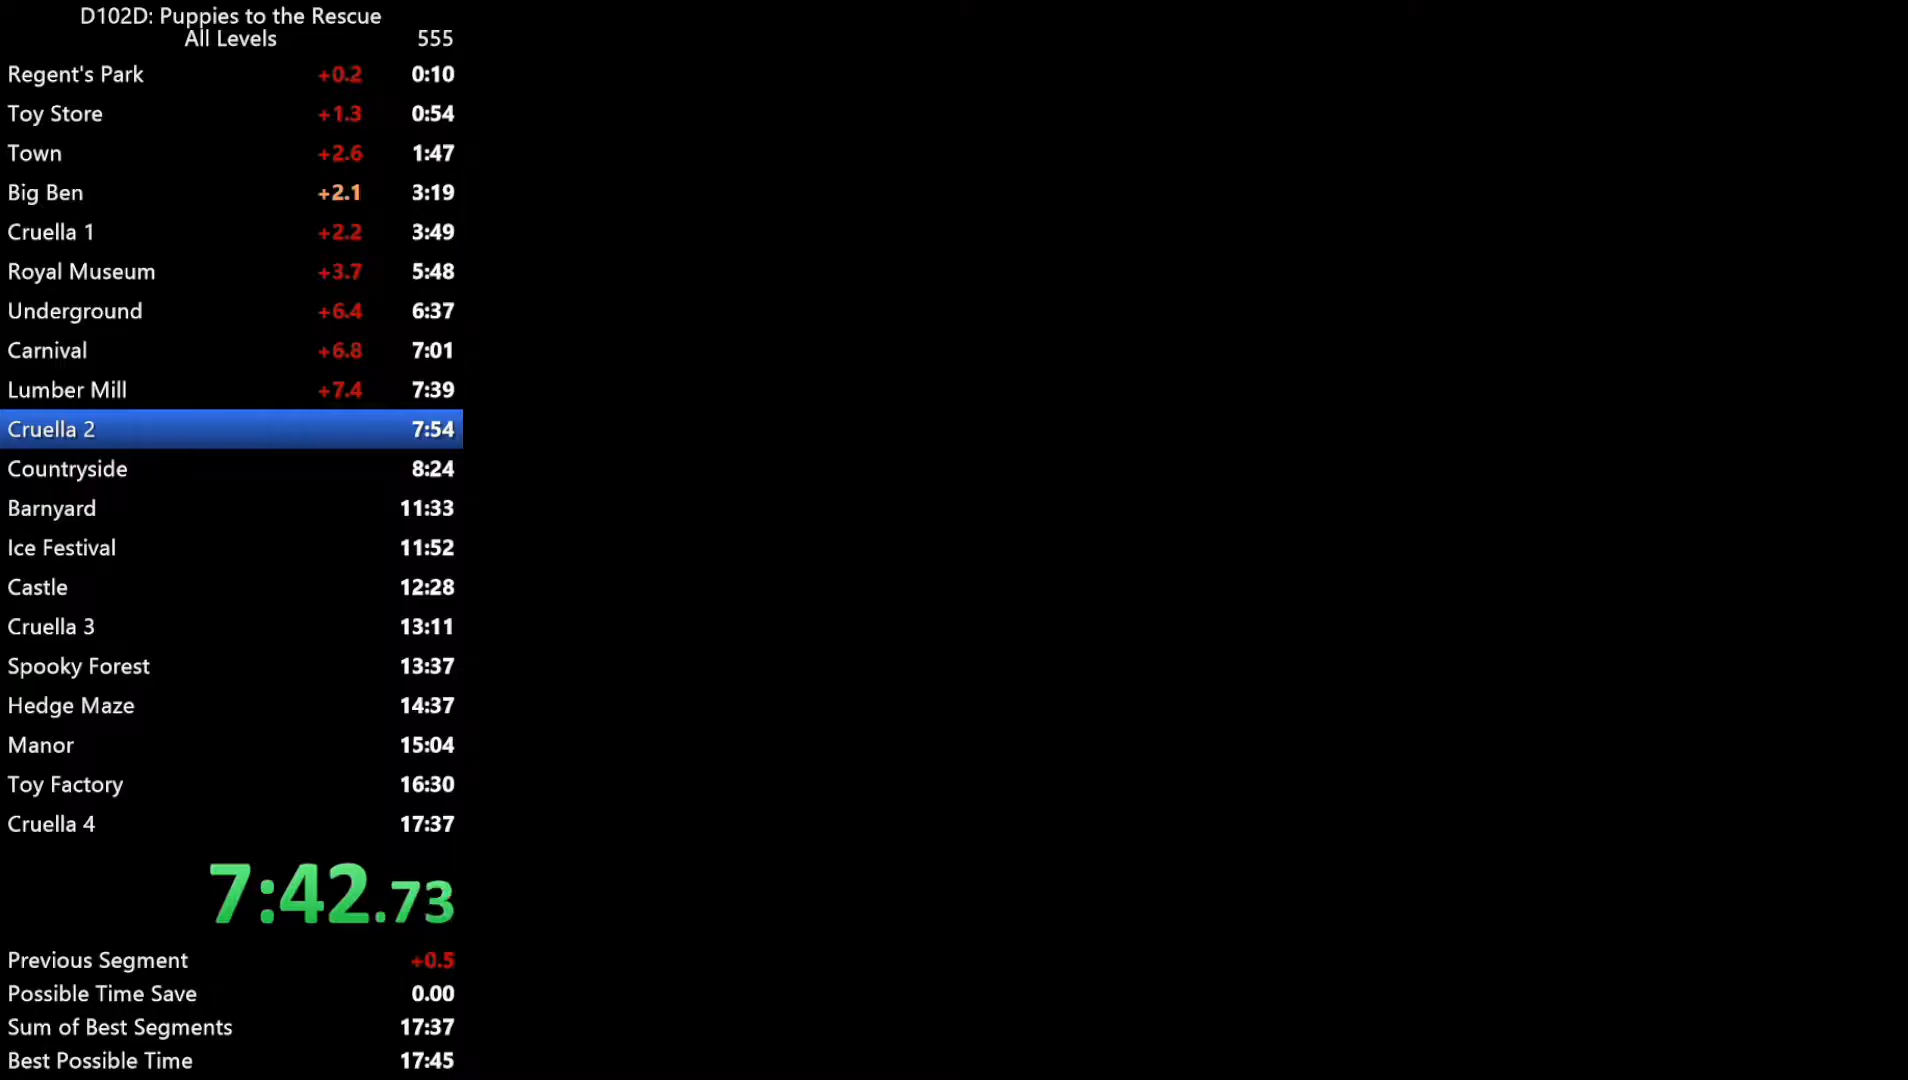 D102D: Puppies to the Rescue
All Levels 555
Regent's Park +0.2 0:10
Toy Store +1.3 0:54
Town +2.6 1:47
Big Ben +2.1 3:19
Cruella 1 +2.2 3:49
Royal Museum +3.7 5:48
Underground +6.4 6:37
Carnival +6.8 7:01
Lumber Mill +7.4 7:39
Cruella 2 7:54
Countryside 8:24
Barnyard 11:33
Ice Festival 11:52
Castle 12:28
Cruella 3 13:11
Spooky Forest 13:37
Hedge Maze 14:37
Manor 15:04
Toy Factory 16:30
Cruella 4 17:37
7:42.73
Previous Segment +0.5
Possible Time Save 0.00
Sum of Best Segments 17:37
Best Possible Time 17:45